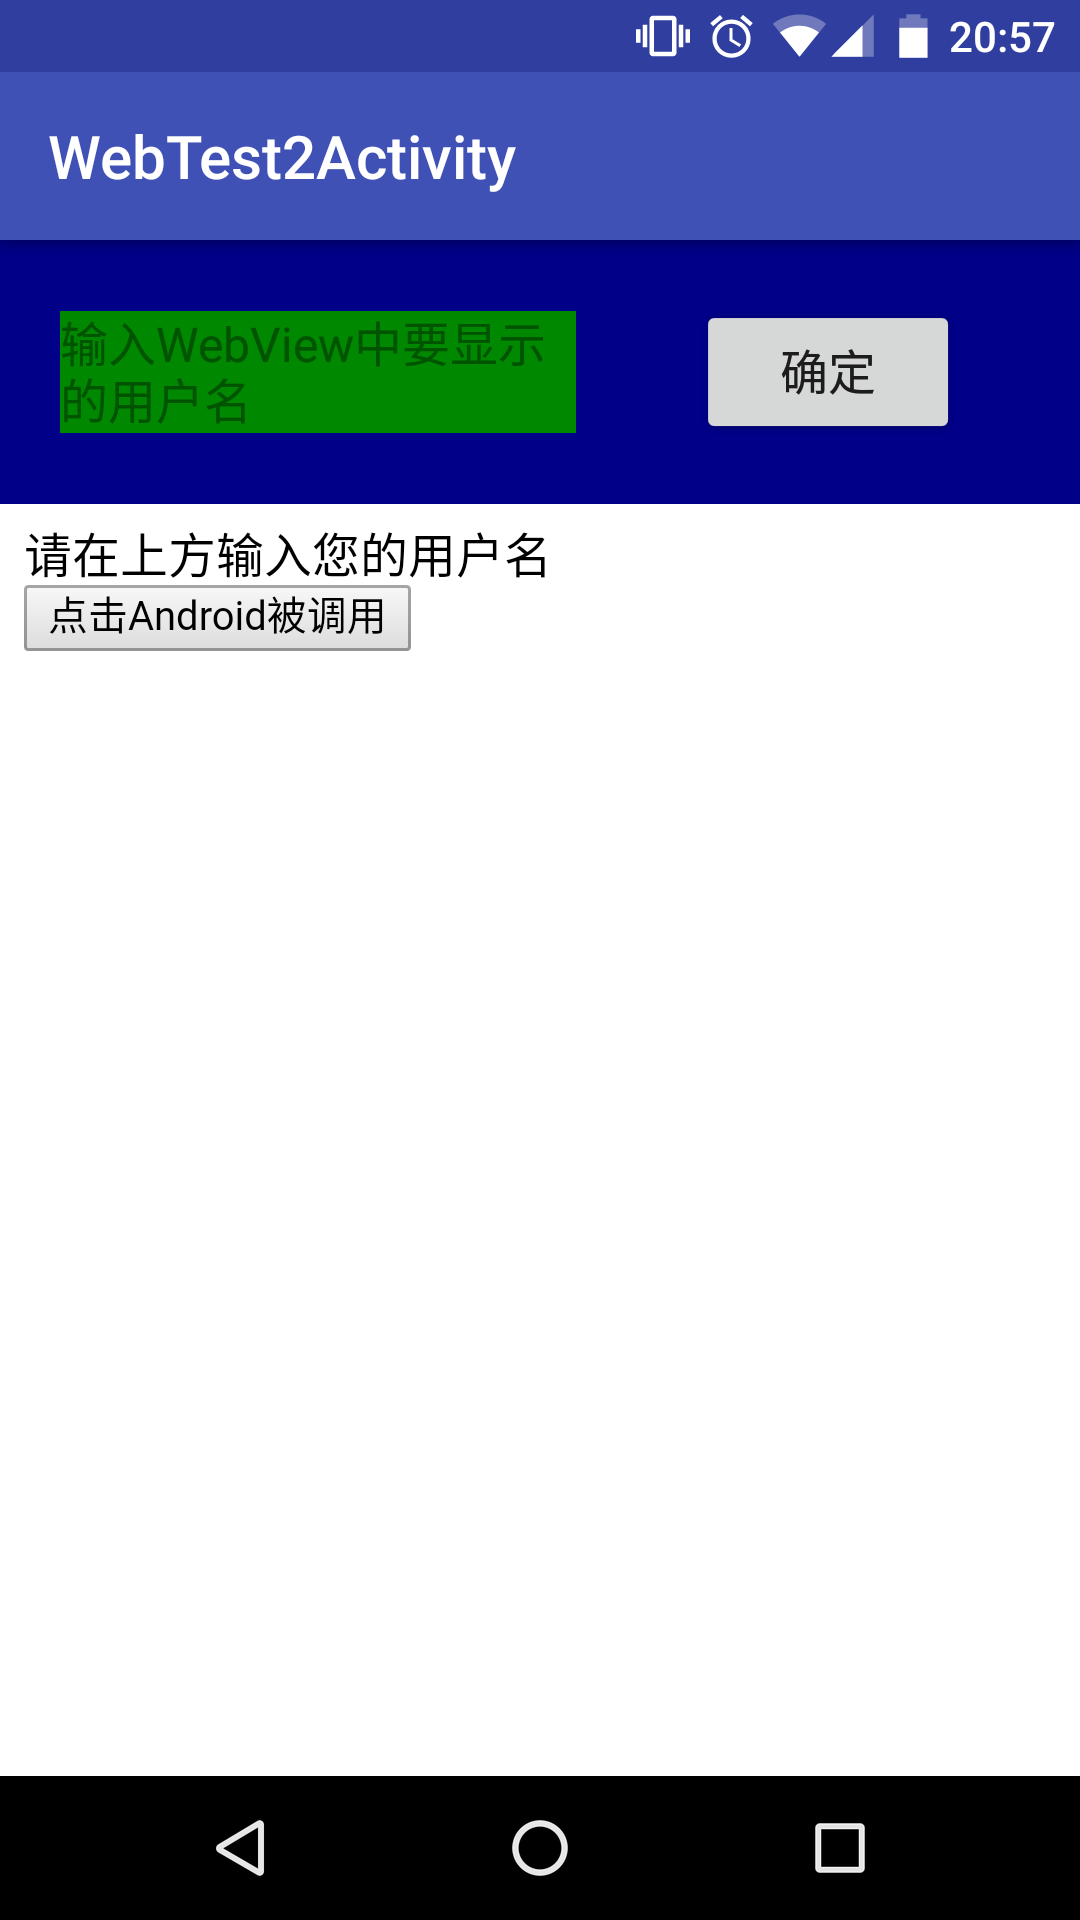 20:57
WebTest2Activity
输入WebView中要显示
的用户名
确定
请在上方输入您的用户名
点击Android被调用